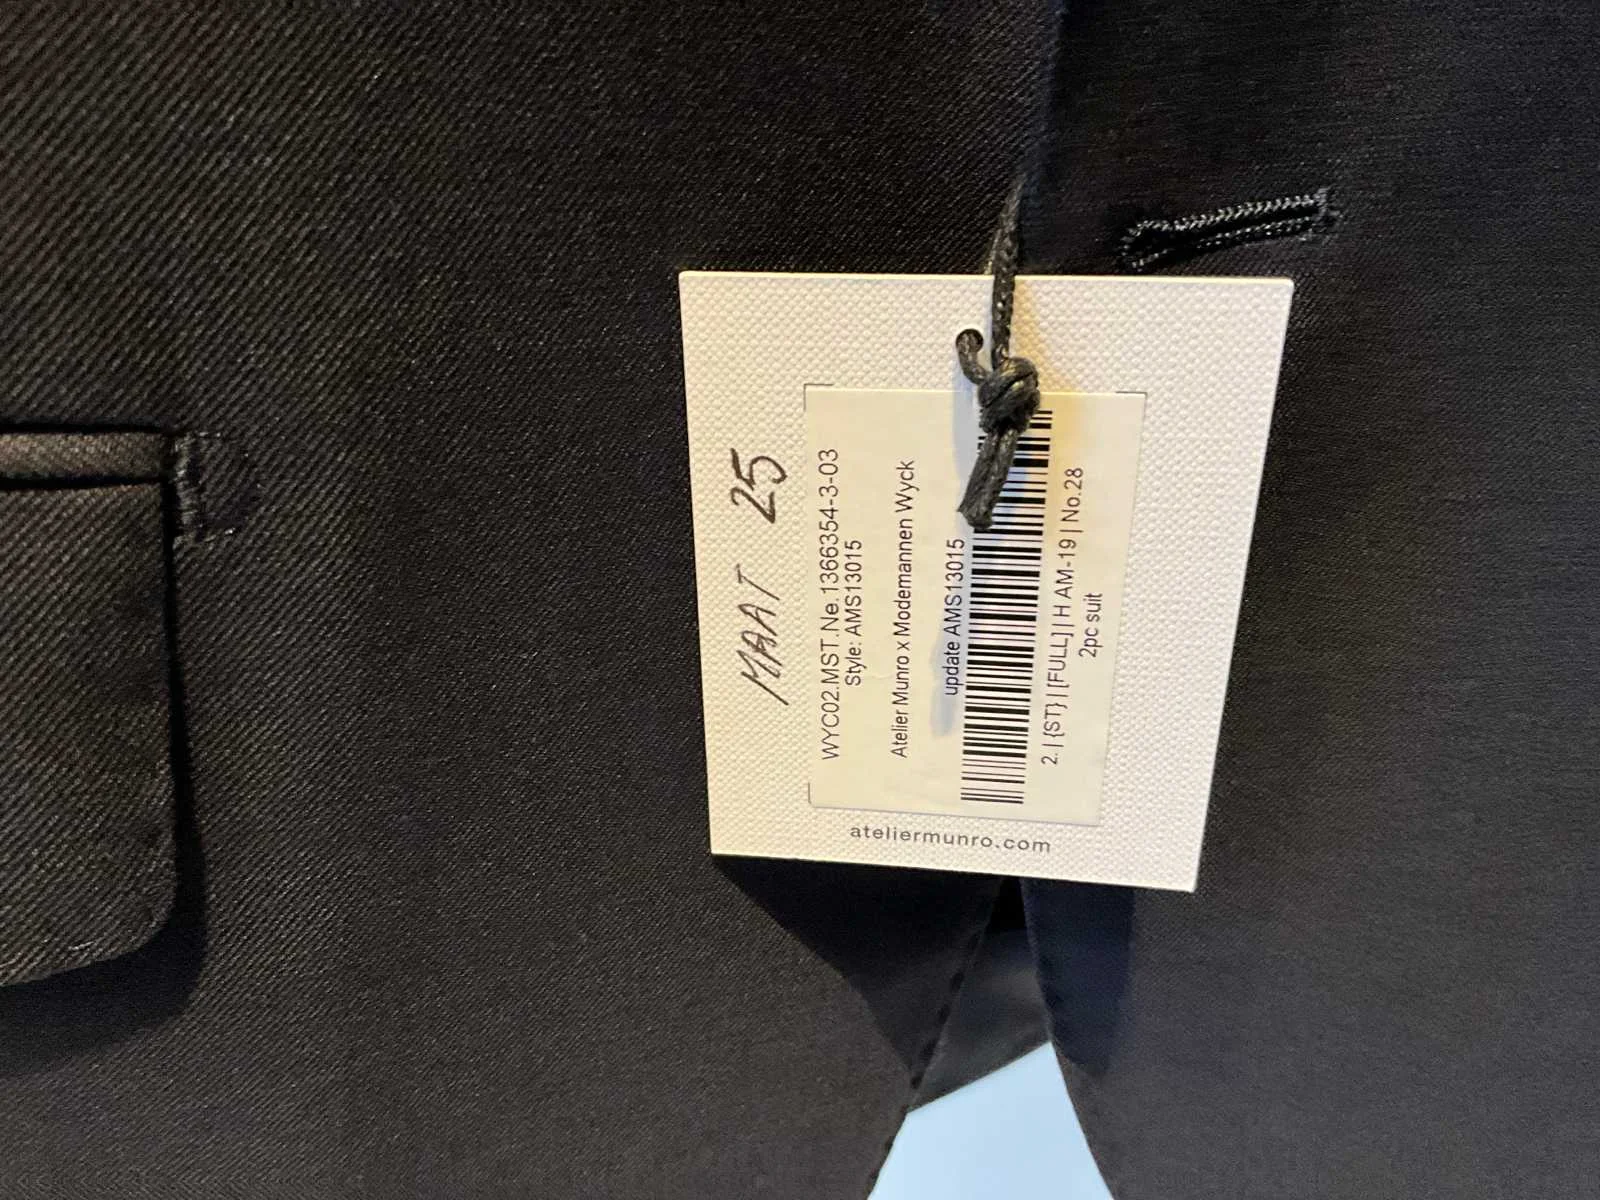 MAAT 25
WYC02.MST.Ne.1366354-3-03
Style: AMS13015
Atelier Munro x Modemannen Wyck
update AMS13015
2. | {ST} | [FULL] | H AM-19 | No.28
2pc suit
ateliermunro.com